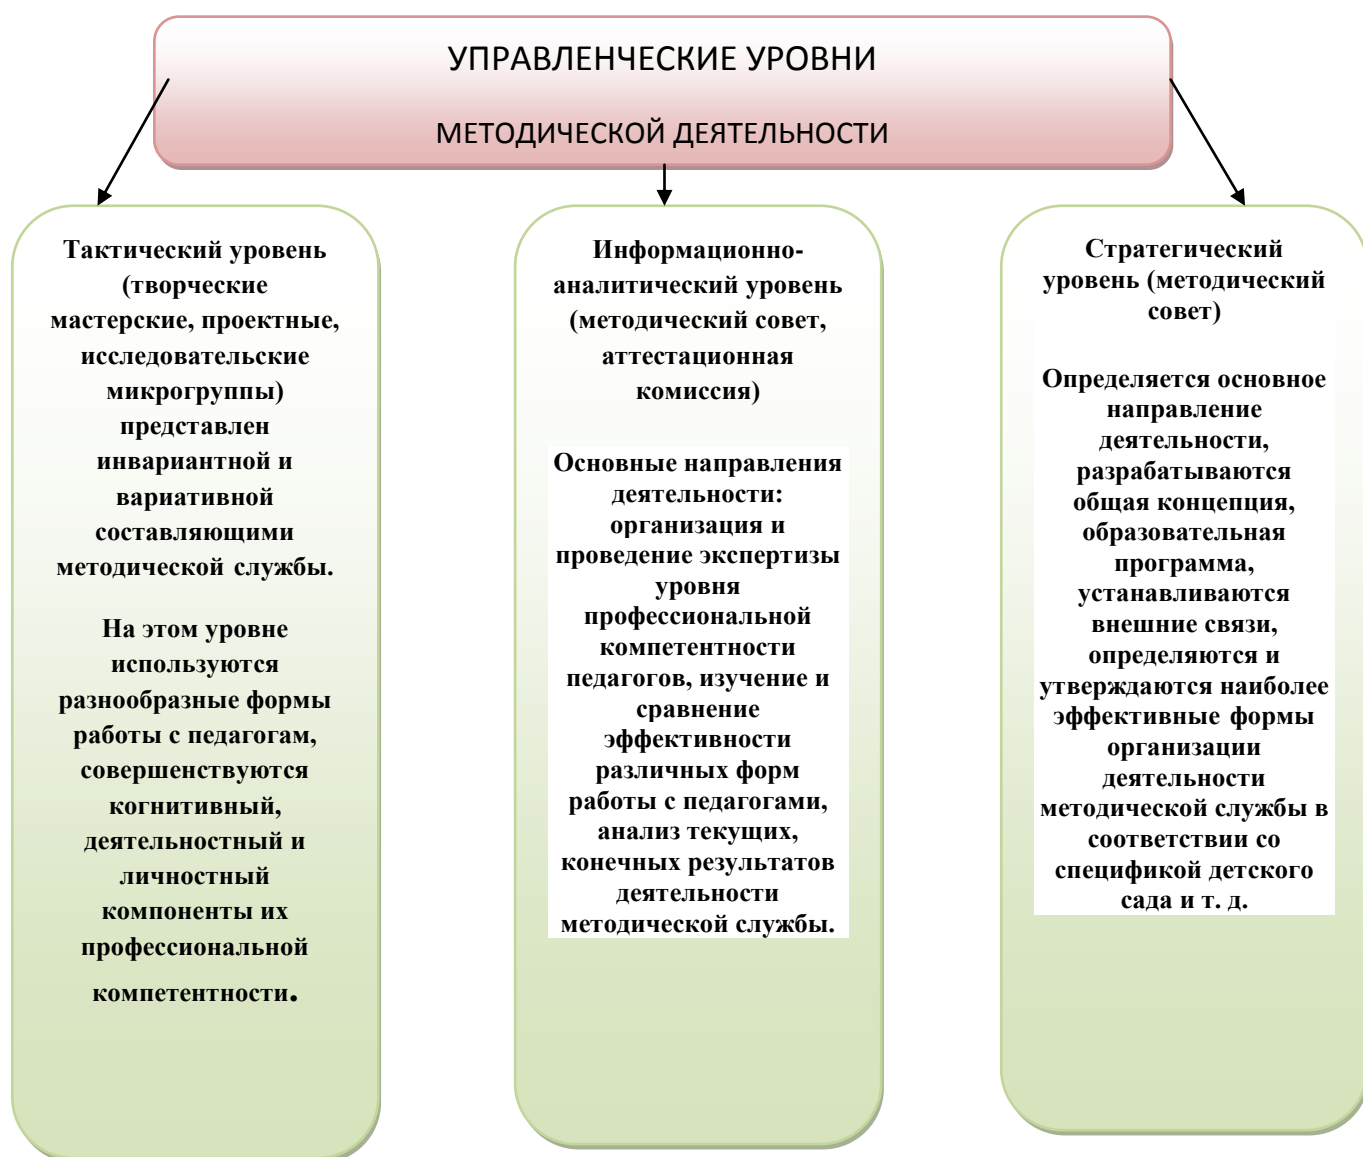 УПРАВЛЕНЧЕСКИЕ УРОВНИ
МЕТОДИЧЕСКОЙ ДЕЯТЕЛЬНОСТИ
Тактический уровень
(творческие
мастерские, проектные,
исследовательские
микрогруппы)
представлен
инвариантной и
вариативной
составляющими
методической службы.
На этом уровне
используются
разнообразные формы
работы с педагогам,
совершенствуются
когнитивный,
деятельностный и
личностный
компоненты их
профессиональной
компетентности.
Информационно-
аналитический уровень
(методический совет,
аттестационная
комиссия)
Основные направления
деятельности:
организация и
проведение экспертизы
уровня
профессиональной
компетентности
педагогов, изучение и
сравнение
эффективности
различных форм
работы с педагогами,
анализ текущих,
конечных результатов
деятельности
методической службы.
Стратегический
уровень (методический
совет)
Определяется основное
направление
деятельности,
разрабатываются
общая концепция,
образовательная
программа,
устанавливаются
внешние связи,
определяются и
утверждаются наиболее
эффективные формы
организации
деятельности
методической службы в
соответствии со
спецификой детского
сада и т. д.